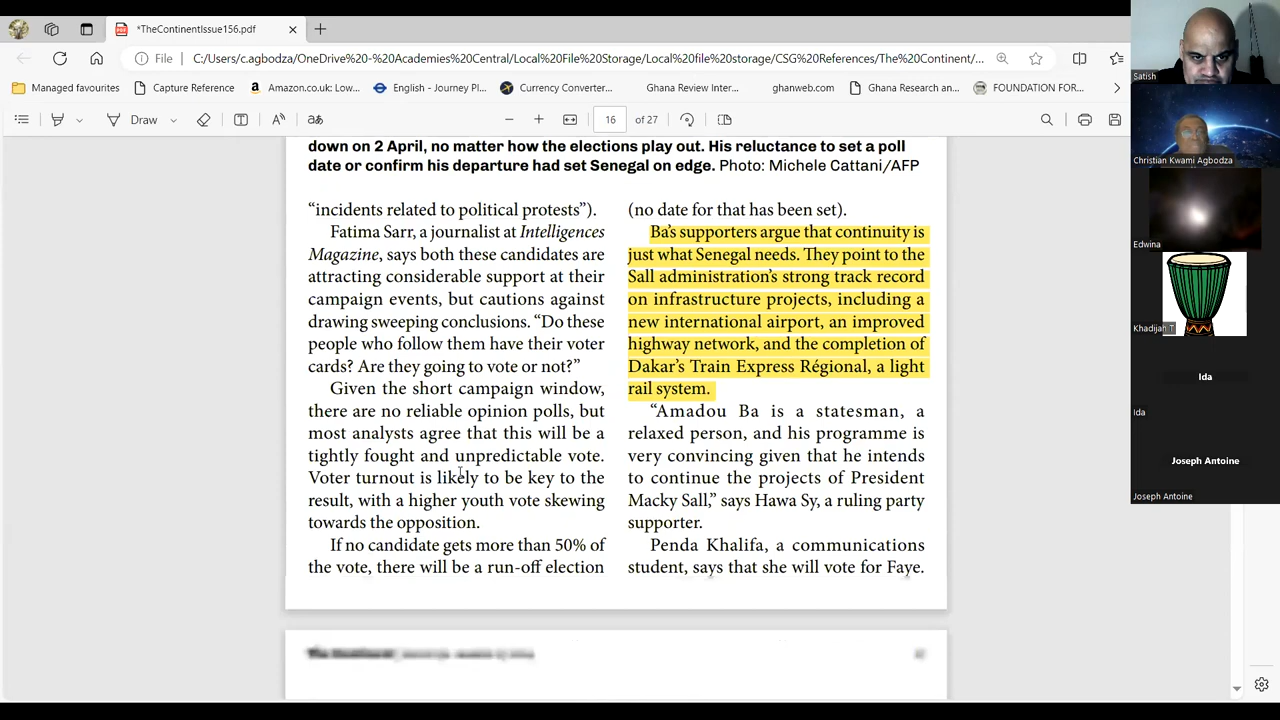 *TheContinentIssue156.pdf
File
C:/Users/c.agbodza/OneDrive%20-%20Academies%20Central/Local%20File%20Storage/Local%20file%20storage/CSG%20References/The%20Continent/...
Managed favourites
Capture Reference
Amazon.co.uk: Low...
English - Journey Pl...
Currency Converter...
Ghana Review Inter...
ghanweb.com
Ghana Research an...
FOUNDATION FOR...
Draw
16
of 27
down on 2 April, no matter how the elections play out. His reluctance to set a poll
date or confirm his departure had set Senegal on edge. Photo: Michele Cattani/AFP
“incidents related to political protests”).
Fatima Sarr, a journalist at Intelligences
Magazine, says both these candidates are
attracting considerable support at their
campaign events, but cautions against
drawing sweeping conclusions. “Do these
people who follow them have their voter
cards? Are they going to vote or not?”
Given the short campaign window,
there are no reliable opinion polls, but
most analysts agree that this will be a
tightly fought and unpredictable vote.
Voter turnout is likely to be key to the
result, with a higher youth vote skewing
towards the opposition.
If no candidate gets more than 50% of
the vote, there will be a run-off election
(no date for that has been set).
Ba’s supporters argue that continuity is
just what Senegal needs. They point to the
Sall administration’s strong track record
on infrastructure projects, including a
new international airport, an improved
highway network, and the completion of
Dakar’s Train Express Régional, a light
rail system.
“Amadou Ba is a statesman, a
relaxed person, and his programme is
very convincing given that he intends
to continue the projects of President
Macky Sall,” says Hawa Sy, a ruling party
supporter.
Penda Khalifa, a communications
student, says that she will vote for Faye.
Satish
Christian Kwami Agbodza
Edwina
Khadijah T
Ida
Ida
Joseph Antoine
Joseph Antoine